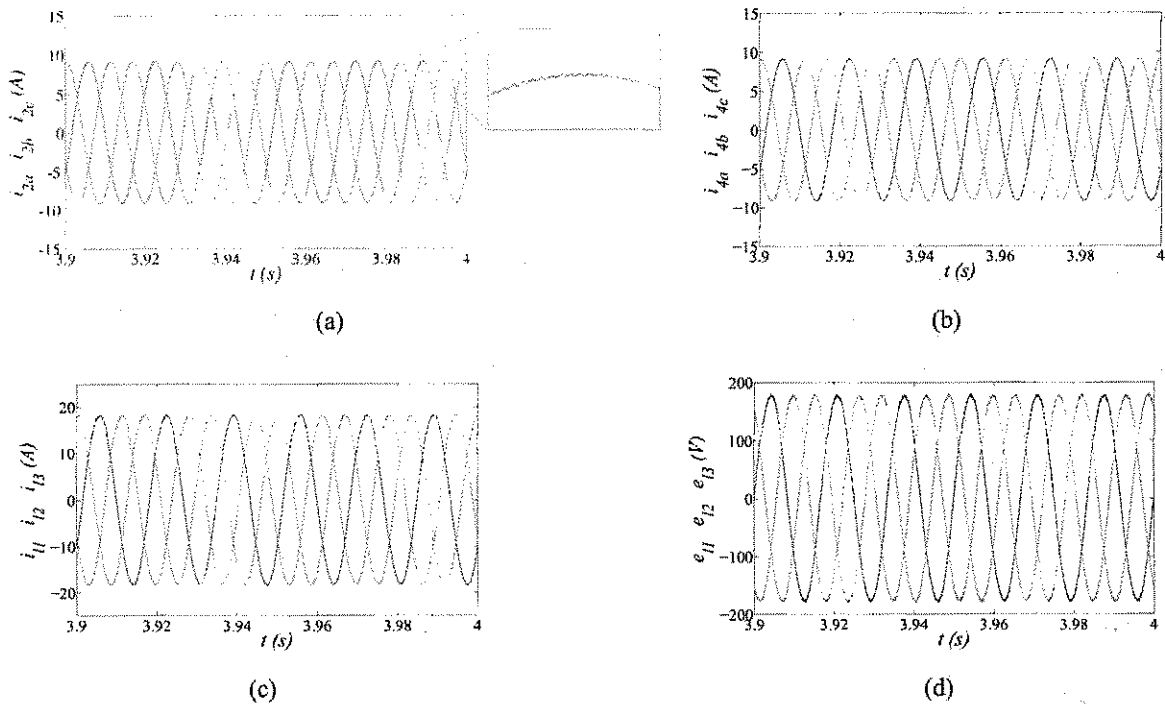 15
10
5
0
-5
-10
-15
i2a i2b i2c (A)
3.9 3.92 3.94 3.96 3.98 4
t (s)
(a)
15
10
5
0
-5
-10
-15
i4a i4b i4c (A)
3.9 3.92 3.94 3.96 3.98 4
t (s)
(b)
20
10
0
-10
-20
il1 il2 il3 (A)
3.9 3.92 3.94 3.96 3.98 4
t (s)
(c)
200
100
0
-100
-200
el1 el2 el3 (V)
3.9 3.92 3.94 3.96 3.98 4
t (s)
(d)